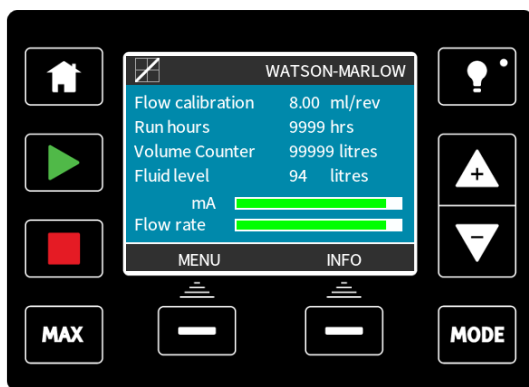 WATSON-MARLOW
Flow calibration 8.00 ml/rev
Run hours 9999 hrs
Volume Counter 99999 litres
Fluid level 94 litres
mA
Flow rate
MENU INFO
+
−
MAX MODE